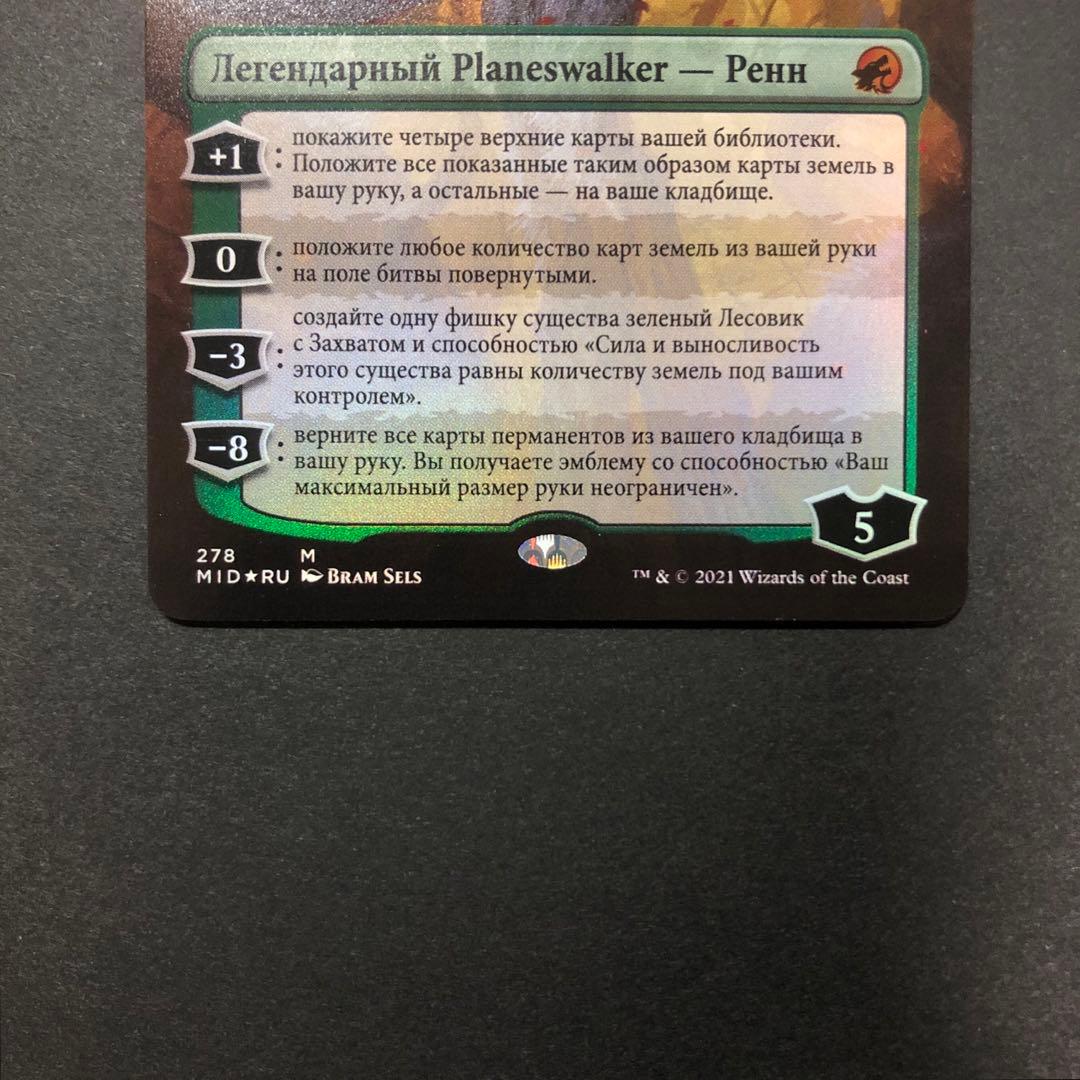 Легендарный Planeswalker — Ренн
+1 : покажите четыре верхние карты вашей библиотеки.
Положите все показанные таким образом карты земель в
вашу руку, а остальные — на ваше кладбище.
0 : положите любое количество карт земель из вашей руки
на поле битвы повернутыми.
−3 : создайте одну фишку существа зеленый Лесовик
с Захватом и способностью «Сила и выносливость
этого существа равны количеству земель под вашим
контролем».
−8 : верните все карты перманентов из вашего кладбища в
вашу руку. Вы получаете эмблему со способностью «Ваш
максимальный размер руки неограничен».
5
278 M
MID★RU BRAM SELS
™ & © 2021 Wizards of the Coast